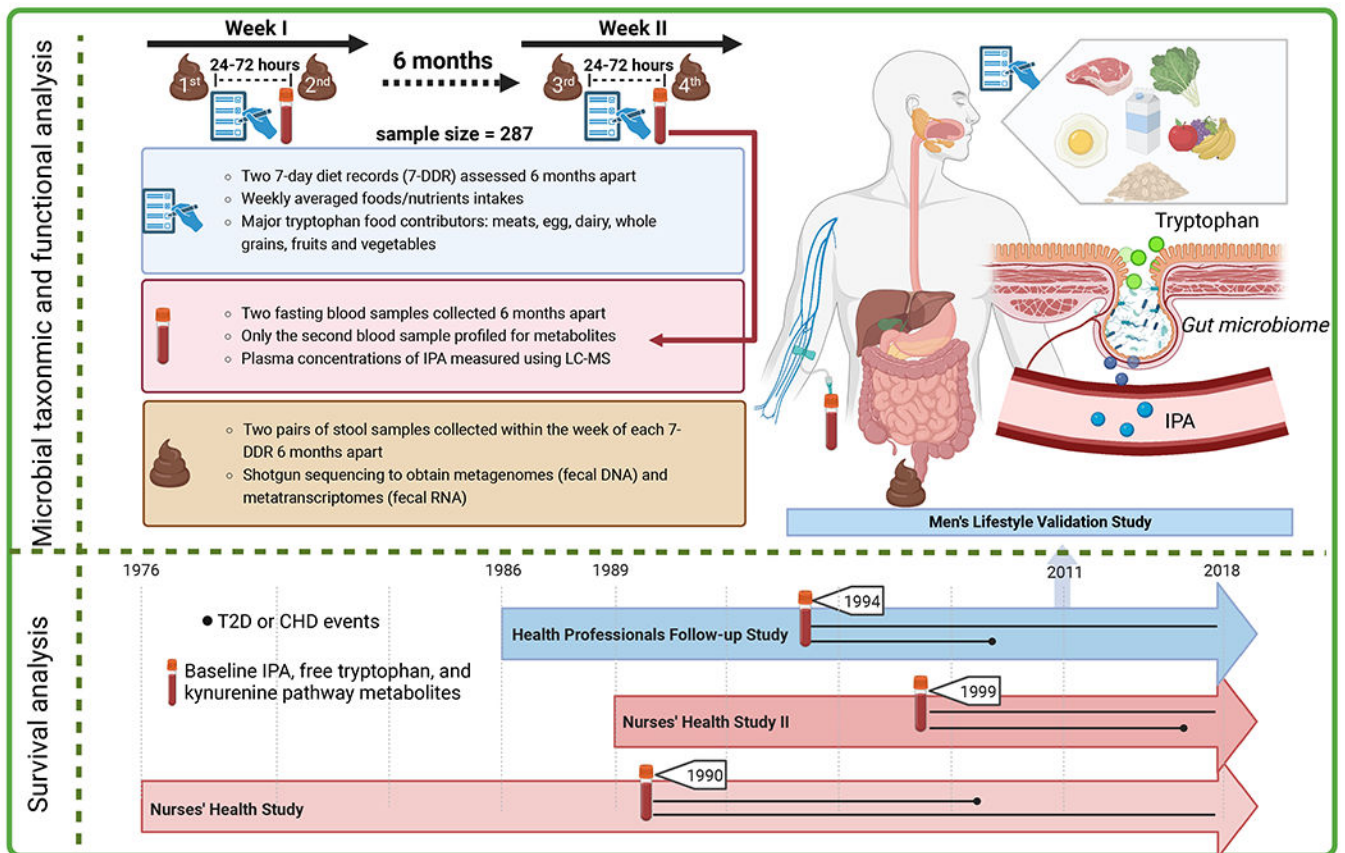 Microbial taxonmic and functional analysis
Week I
Week II
1st
24-72 hours
2nd
6 months
3rd
24-72 hours
4th
sample size = 287
◦ Two 7-day diet records (7-DDR) assessed 6 months apart
◦ Weekly averaged foods/nutrients intakes
◦ Major tryptophan food contributors: meats, egg, dairy, whole
grains, fruits and vegetables
◦ Two fasting blood samples collected 6 months apart
◦ Only the second blood sample profiled for metabolites
◦ Plasma concentrations of IPA measured using LC-MS
◦ Two pairs of stool samples collected within the week of each 7-
DDR 6 months apart
◦ Shotgun sequencing to obtain metagenomes (fecal DNA) and
metatranscriptomes (fecal RNA)
Tryptophan
Gut microbiome
IPA
Men's Lifestyle Validation Study
Survival analysis
1976
1986
1989
2011
2018
T2D or CHD events
Baseline IPA, free tryptophan, and
kynurenine pathway metabolites
1994
Health Professionals Follow-up Study
1999
Nurses' Health Study II
1990
Nurses' Health Study